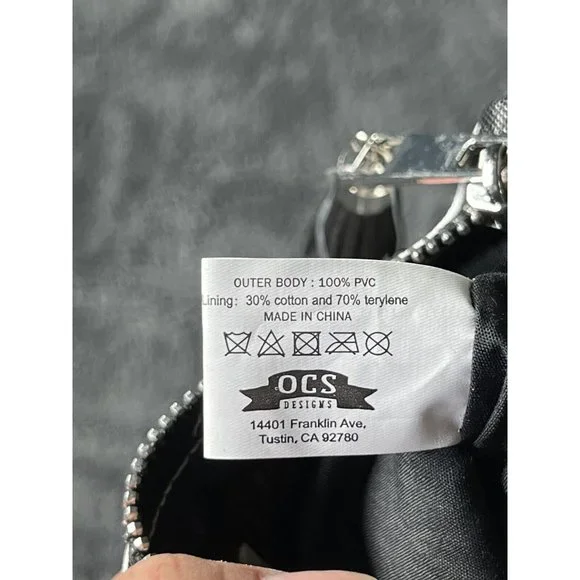 OUTER BODY : 100% PVC
Lining: 30% cotton and 70% terylene
MADE IN CHINA
OCS
DESIGNS
14401 Franklin Ave,
Tustin, CA 92780